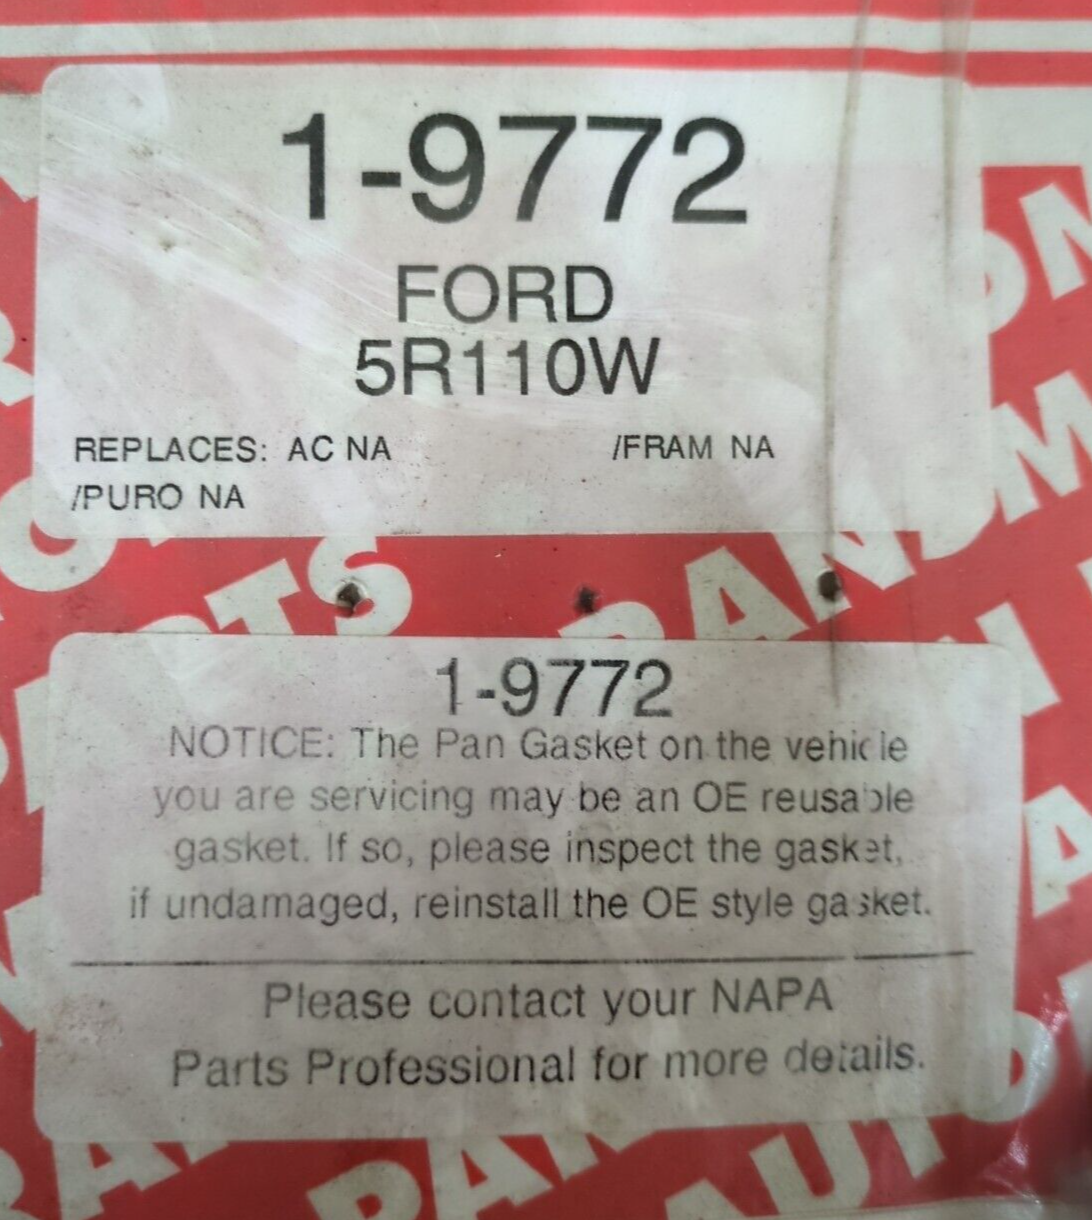 1-9772
FORD
5R110W
REPLACES: AC NA /FRAM NA
/PURO NA
1-9772
NOTICE: The Pan Gasket on the vehicle
you are servicing may be an OE reusable
gasket. If so, please inspect the gasket,
if undamaged, reinstall the OE style gasket.
Please contact your NAPA
Parts Professional for more details.